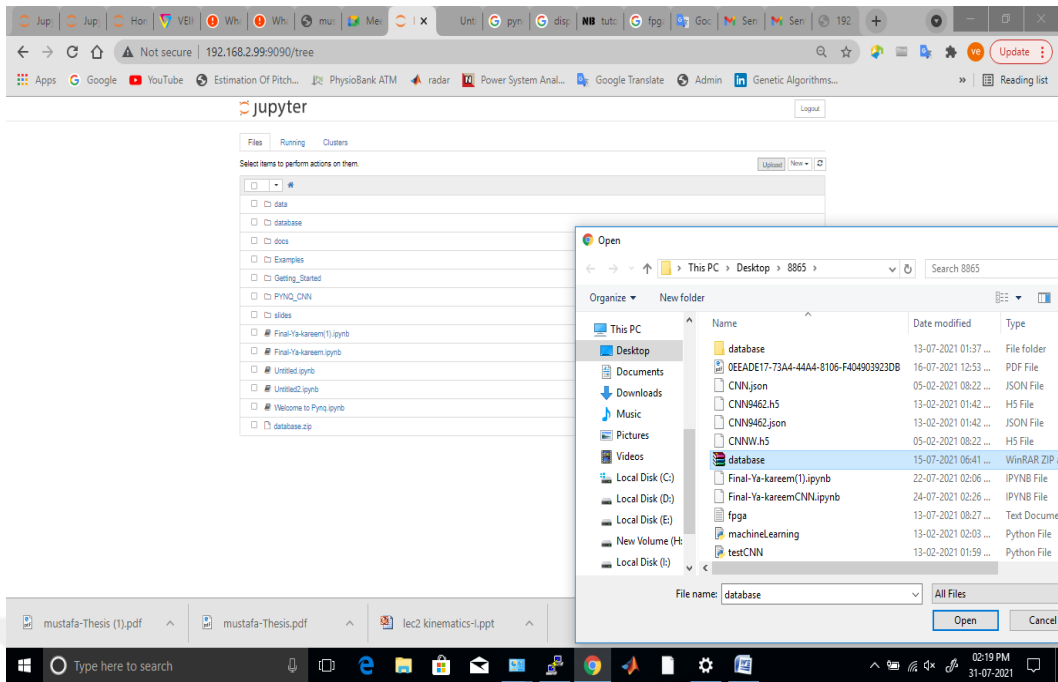 Jup
Jup
Hor
VEI
Wh
Wh
mus
Mee
Unt
pyn
disp
NB tuto
fpg
Goo
Sen
Sen
192
Not secure 192.168.2.99:9090/tree
ve Update
Apps Google YouTube Estimation Of Pitch... PhysioBank ATM radar Power System Anal... Google Translate Admin Genetic Algorithms... » Reading list
jupyter Logout
Files Running Clusters
Select items to perform actions on them. Upload New
data
database
docs
Examples
Getting_Started
PYNQ_CNN
slides
Final-Ya-kareem(1).ipynb
Final-Ya-kareem.ipynb
Untitled.ipynb
Untitled2.ipynb
Welcome to Pynq.ipynb
database.zip
Open
This PC > Desktop > 8865 > Search 8865
Organize New folder
Name Date modified Type
This PC
Desktop
Documents
Downloads
Music
Picture
Videos
Local Disk (C:)
Local Disk (D:)
Local Disk (E:)
New Volume (H:
Local Disk (I:)
database 13-07-2021 01:37 ... File folder
0EEADE17-73A4-44A4-8106-F404903923DB 16-07-2021 12:53 ... PDF File
CNN.json 05-02-2021 08:22 ... JSON File
CNN9462.h5 13-02-2021 01:42 ... H5 File
CNN9462.json 13-02-2021 01:42 ... JSON File
CNNW.h5 05-02-2021 08:22 ... H5 File
database 15-07-2021 06:41 ... WinRAR ZIP a
Final-Ya-kareem(1).ipynb 22-07-2021 02:06 ... IPYNB File
Final-Ya-kareemCNN.ipynb 24-07-2021 02:26 ... IPYNB File
fpga 13-07-2021 08:27 ... Text Docume
machineLearning 13-02-2021 02:03 ... Python File
testCNN 13-02-2021 01:59 ... Python File
File name: database All Files
Open Cancel
mustafa-Thesis (1).pdf mustafa-Thesis.pdf lec2 kinematics-I.ppt
Type here to search
02:19 PM
31-07-2021